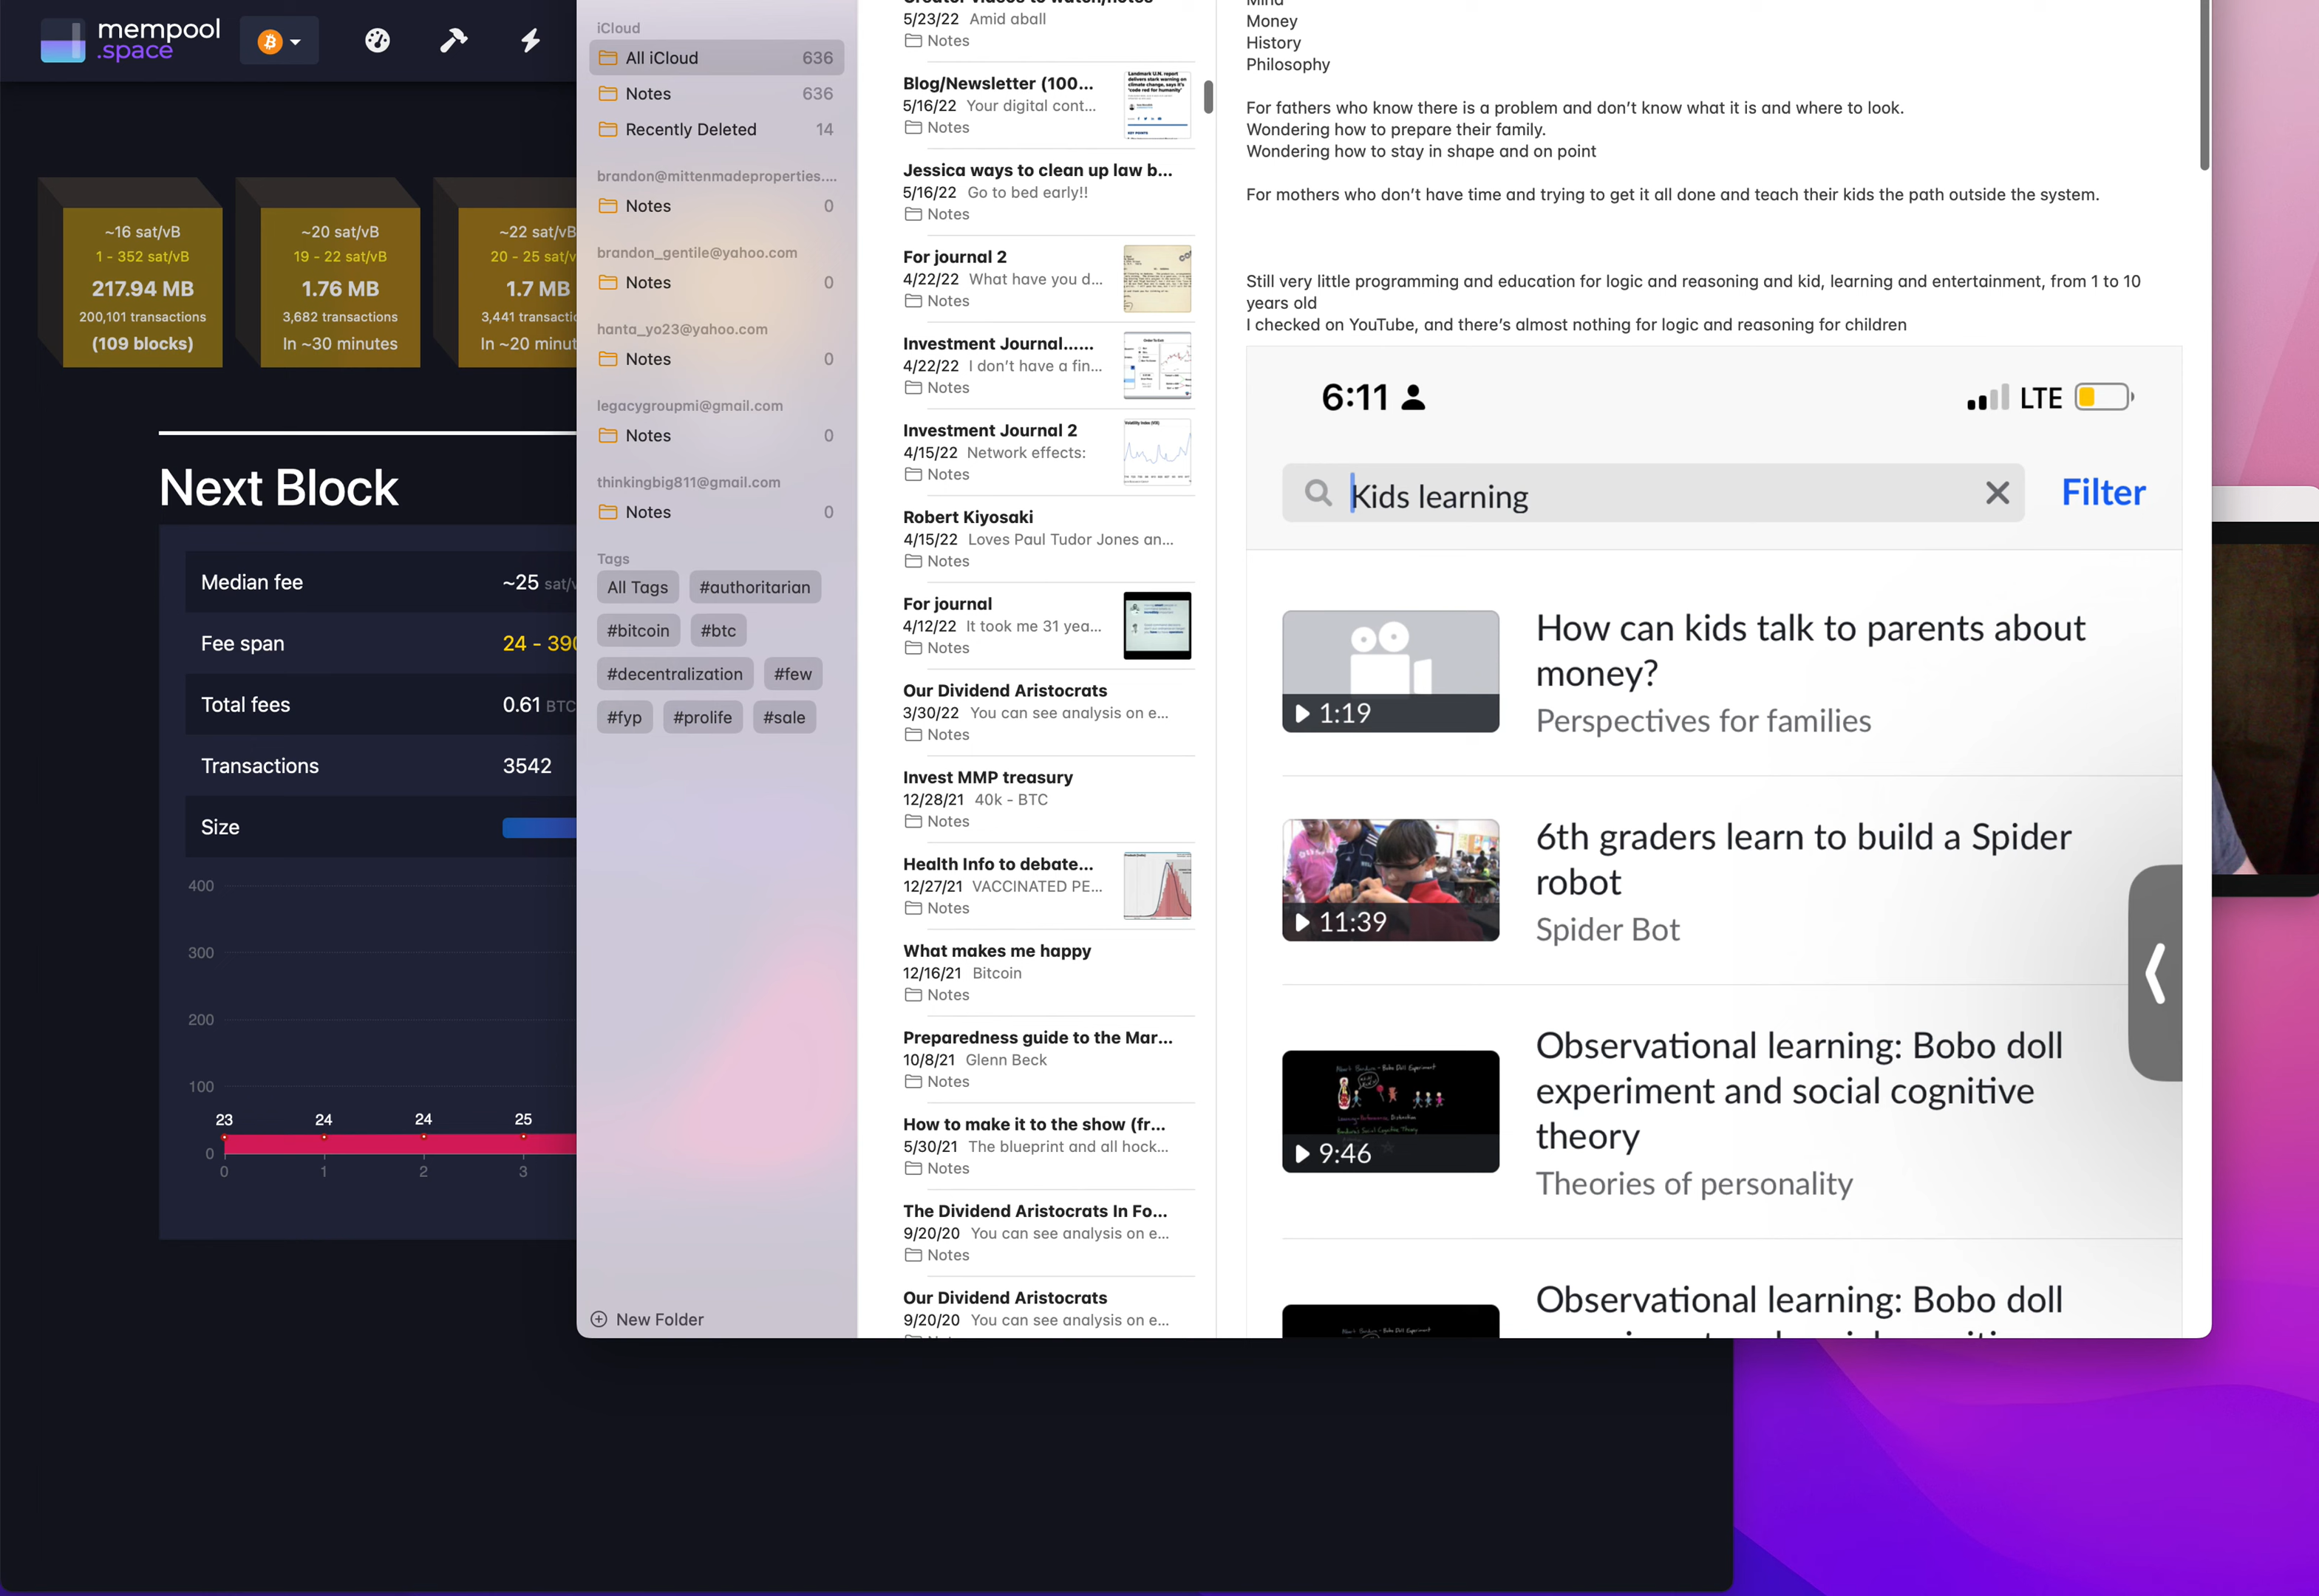 mempool
.space
~16 sat/vB
1 - 352 sat/vB
217.94 MB
200,101 transactions
(109 blocks)
~20 sat/vB
19 - 22 sat/vB
1.76 MB
3,682 transactions
In ~30 minutes
~22 sat/vB
20 - 25 sat/v
1.7 MB
3,441 transactic
In ~20 minut
Next Block
Median fee ~25 sat/v
Fee span 24 - 390
Total fees 0.61 BTC
Transactions 3542
Size
400
300
200
100
0
23 24 24 25
0 1 2 3
iCloud
All iCloud 636
Notes 636
Recently Deleted 14
brandon@mittenmadeproperties....
Notes 0
brandon_gentile@yahoo.com
Notes 0
hanta_yo23@yahoo.com
Notes 0
legacygroupmi@gmail.com
Notes 0
thinkingbig811@gmail.com
Notes 0
Tags
All Tags #authoritarian
#bitcoin #btc
#decentralization #few
#fyp #prolife #sale
New Folder
Creator videos to watch/notes
5/23/22 Amid aball
Notes
Blog/Newsletter (100...
5/16/22 Your digital cont...
Notes
Landmark U.N. report
delivers stark warning on
climate change, says it's
'code red for humanity'
Jessica ways to clean up law b...
5/16/22 Go to bed early!!
Notes
For journal 2
4/22/22 What have you d...
Notes
Investment Journal......
4/22/22 I don't have a fin...
Notes
Investment Journal 2
4/15/22 Network effects:
Notes
Robert Kiyosaki
4/15/22 Loves Paul Tudor Jones an...
Notes
For journal
4/12/22 It took me 31 yea...
Notes
Our Dividend Aristocrats
3/30/22 You can see analysis on e...
Notes
Invest MMP treasury
12/28/21 40k - BTC
Notes
Health Info to debate...
12/27/21 VACCINATED PE...
Notes
What makes me happy
12/16/21 Bitcoin
Notes
Preparedness guide to the Mar...
10/8/21 Glenn Beck
Notes
How to make it to the show (fr...
5/30/21 The blueprint and all hock...
Notes
The Dividend Aristocrats In Fo...
9/20/20 You can see analysis on e...
Notes
Our Dividend Aristocrats
9/20/20 You can see analysis on e...
Mind
Money
History
Philosophy
For fathers who know there is a problem and don't know what it is and where to look.
Wondering how to prepare their family.
Wondering how to stay in shape and on point
For mothers who don't have time and trying to get it all done and teach their kids the path outside the system.
Still very little programming and education for logic and reasoning and kid, learning and entertainment, from 1 to 10
years old
I checked on YouTube, and there's almost nothing for logic and reasoning for children
6:11 LTE
Kids learning Filter
How can kids talk to parents about
money?
Perspectives for families
1:19
6th graders learn to build a Spider
robot
Spider Bot
11:39
Observational learning: Bobo doll
experiment and social cognitive
theory
Theories of personality
9:46
Observational learning: Bobo doll